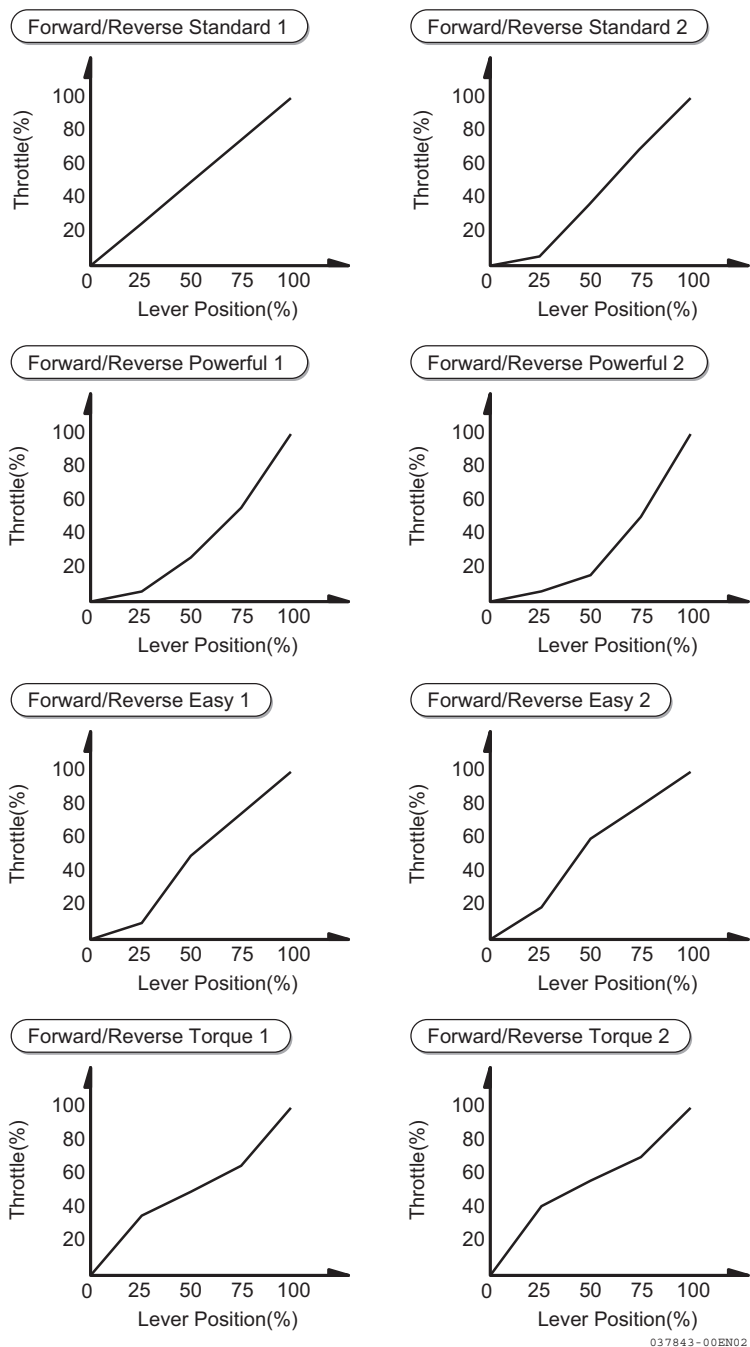 Forward/Reverse Standard 1
Throttle(%)
100
80
60
40
20
0 25 50 75 100
Lever Position(%)
Forward/Reverse Standard 2
Throttle(%)
100
80
60
40
20
0 25 50 75 100
Lever Position(%)
Forward/Reverse Powerful 1
Throttle(%)
100
80
60
40
20
0 25 50 75 100
Lever Position(%)
Forward/Reverse Powerful 2
Throttle(%)
100
80
60
40
20
0 25 50 75 100
Lever Position(%)
Forward/Reverse Easy 1
Throttle(%)
100
80
60
40
20
0 25 50 75 100
Lever Position(%)
Forward/Reverse Easy 2
Throttle(%)
100
80
60
40
20
0 25 50 75 100
Lever Position(%)
Forward/Reverse Torque 1
Throttle(%)
100
80
60
40
20
0 25 50 75 100
Lever Position(%)
Forward/Reverse Torque 2
Throttle(%)
100
80
60
40
20
0 25 50 75 100
Lever Position(%)
037843-00EN02